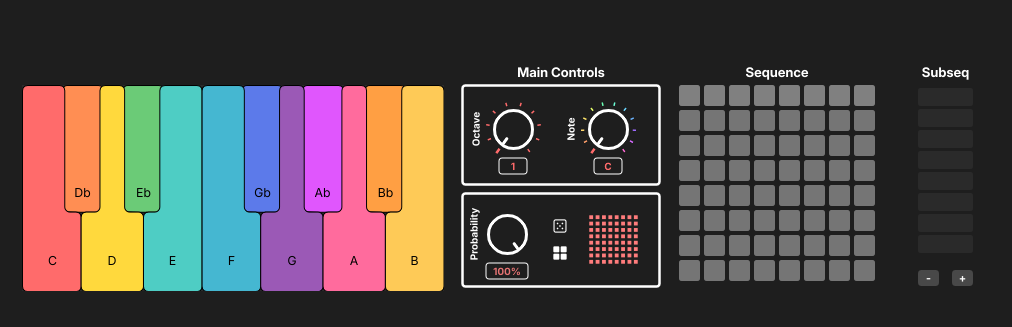 Main Controls
Sequence
Subseq
Octave
1
Note
C
Db
Eb
Gb
Ab
Bb
C
D
E
F
G
A
B
Probability
100%
-
+